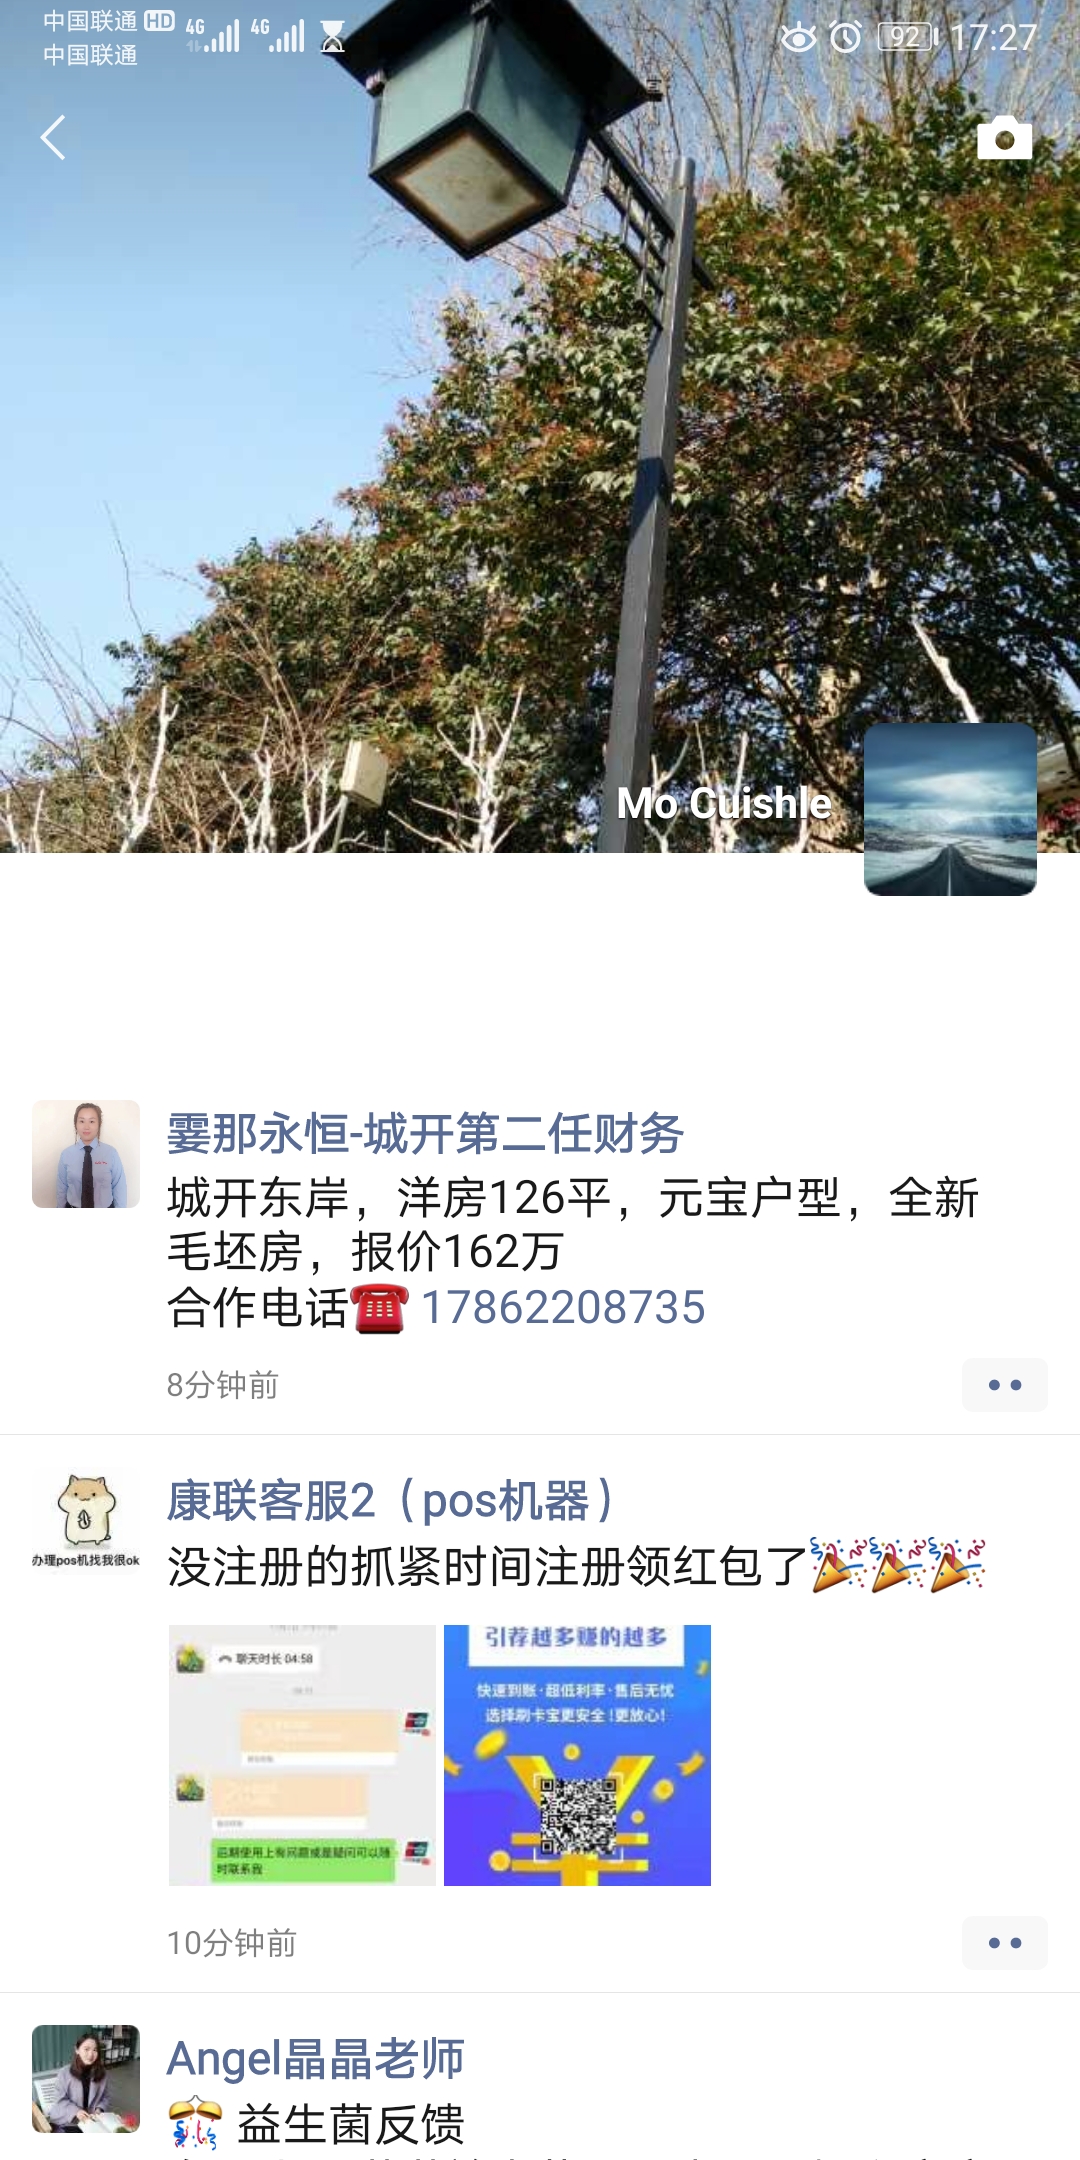 中国联通 HD 4G 4G 92 17:27
中国联通
Mo Cuishle
霎那永恒-城开第二任财务
城开东岸，洋房126平，元宝户型，全新
毛坯房，报价162万
合作电话☎️ 17862208735
8分钟前
康联客服2（pos机器）
办理pos机找我很ok
没注册的抓紧时间注册领红包了🎉🎉🎉
聊天时长 04:58
后期使用上有问题或是疑问可以随
时联系我
引荐越多赚的越多
快速到账·超低利率·售后无忧
选择刷卡宝更安全!更放心!
10分钟前
Angel晶晶老师
🎊 益生菌反馈